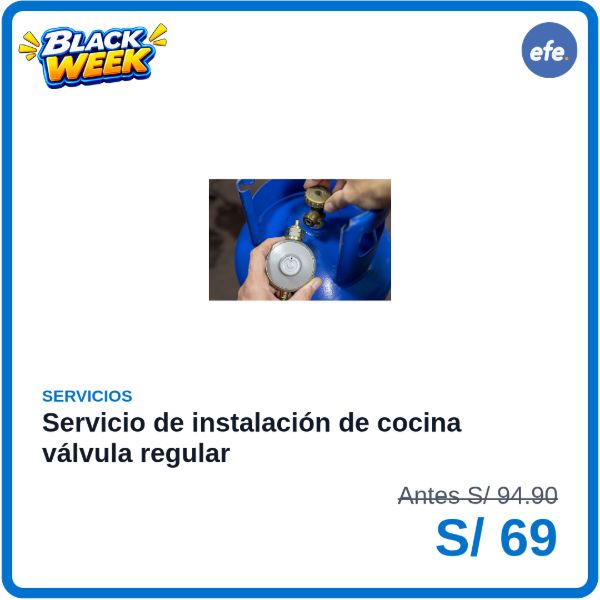 BLACK
WEEK
efe.
SERVICIOS
Servicio de instalación de cocina
válvula regular
Antes S/ 94.90
S/ 69